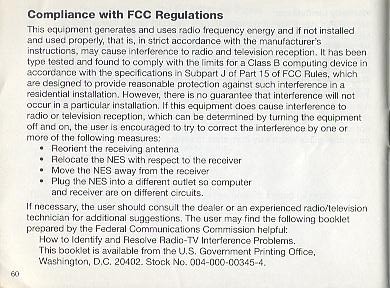 Compliance with FCC Regulations
This equipment generates and uses radio frequency energy and if not installed
and used properly, that is, in strict accordance with the manufacturer's
instructions, may cause interference to radio and television reception. It has been
type tested and found to comply with the limits for a Class B computing device in
accordance with the specifications in Subpart J of Part 15 of FCC Rules, which
are designed to provide reasonable protection against such interference in a
residential installation. However, there is no guarantee that interference will not
occur in a particular installation. If this equipment does cause interference to
radio or television reception, which can be determined by turning the equipment
off and on, the user is encouraged to try to correct the interference by one or
more of the following measures:
• Reorient the receiving antenna
• Relocate the NES with respect to the receiver
• Move the NES away from the receiver
• Plug the NES into a different outlet so computer
and receiver are on different circuits.
If necessary, the user should consult the dealer or an experienced radio/television
technician for additional suggestions. The user may find the following booklet
prepared by the Federal Communications Commission helpful:
How to Identify and Resolve Radio-TV Interference Problems.
This booklet is available from the U.S. Government Printing Office,
Washington, D.C. 20402. Stock No. 004-000-00345-4.
60